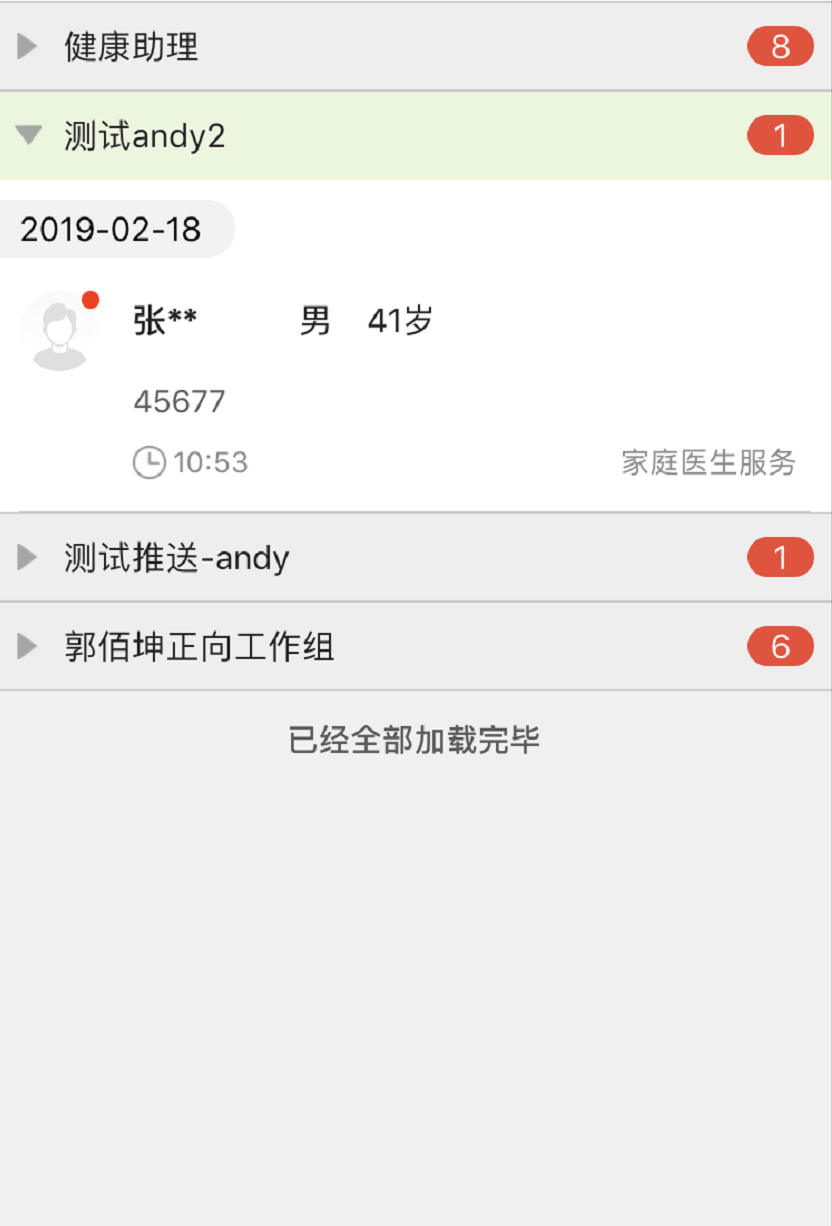 健康助理 8
测试andy2 1
2019-02-18
张** 男 41岁
45677
10:53 家庭医生服务
测试推送-andy 1
郭佰坤正向工作组 6
已经全部加载完毕